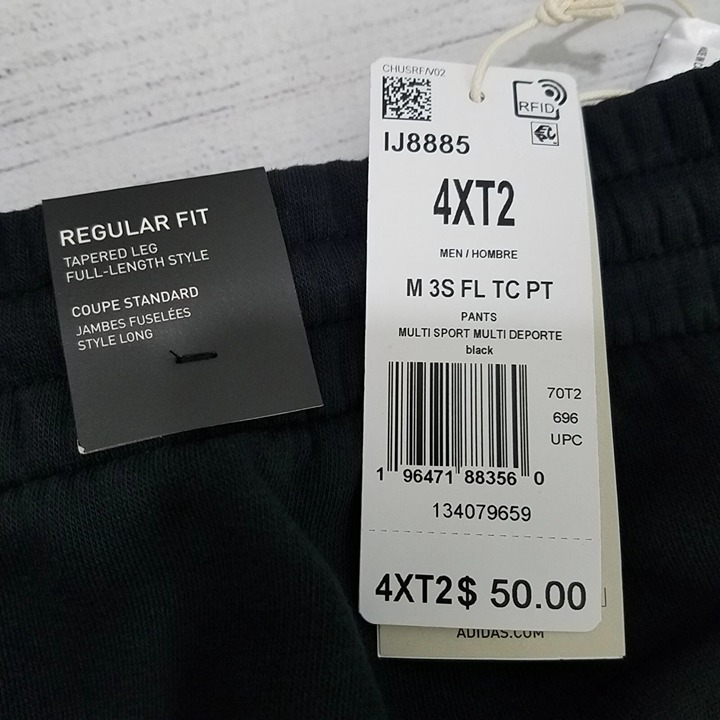 REGULAR FIT
TAPERED LEG
FULL-LENGTH STYLE
COUPE STANDARD
JAMBES FUSELÉES
STYLE LONG
CHUSRF/V02
RFID
IJ8885
4XT2
MEN / HOMBRE
M 3S FL TC PT
PANTS
MULTI SPORT MULTI DEPORTE
black
70T2
696
UPC
1 96471 88356 0
134079659
4XT2$ 50.00
ADIDAS.COM